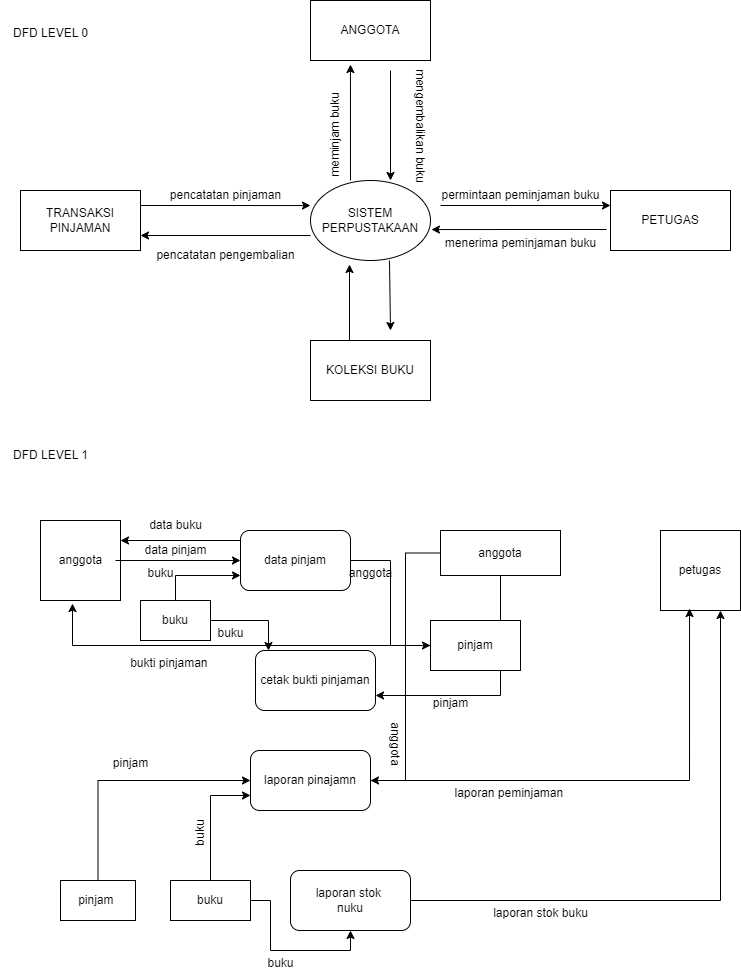 DFD LEVEL 0
ANGGOTA
meminjam buku
mengembalikan buku
TRANSAKSI
PINJAMAN
pencatatan pinjaman
pencatatan pengembalian
SISTEM
PERPUSTAKAAN
permintaan peminjaman buku
menerima peminjaman buku
PETUGAS
KOLEKSI BUKU
DFD LEVEL 1
anggota
data buku
data pinjam
buku
data pinjam
anggota
anggota
petugas
buku
buku
pinjam
bukti pinjaman
cetak bukti pinjaman
pinjam
anggota
pinjam
laporan pinajamn
laporan peminjaman
buku
pinjam
buku
laporan stok
nuku
laporan stok buku
buku